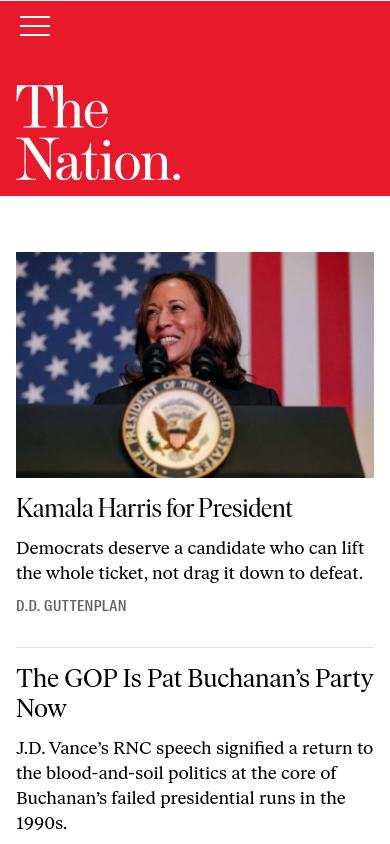 The
Nation.
VICE PRESIDENT OF THE UNITED STATES
Kamala Harris for President
Democrats deserve a candidate who can lift
the whole ticket, not drag it down to defeat.
D.D. GUTTENPLAN
The GOP Is Pat Buchanan’s Party
Now
J.D. Vance’s RNC speech signified a return to
the blood-and-soil politics at the core of
Buchanan’s failed presidential runs in the
1990s.